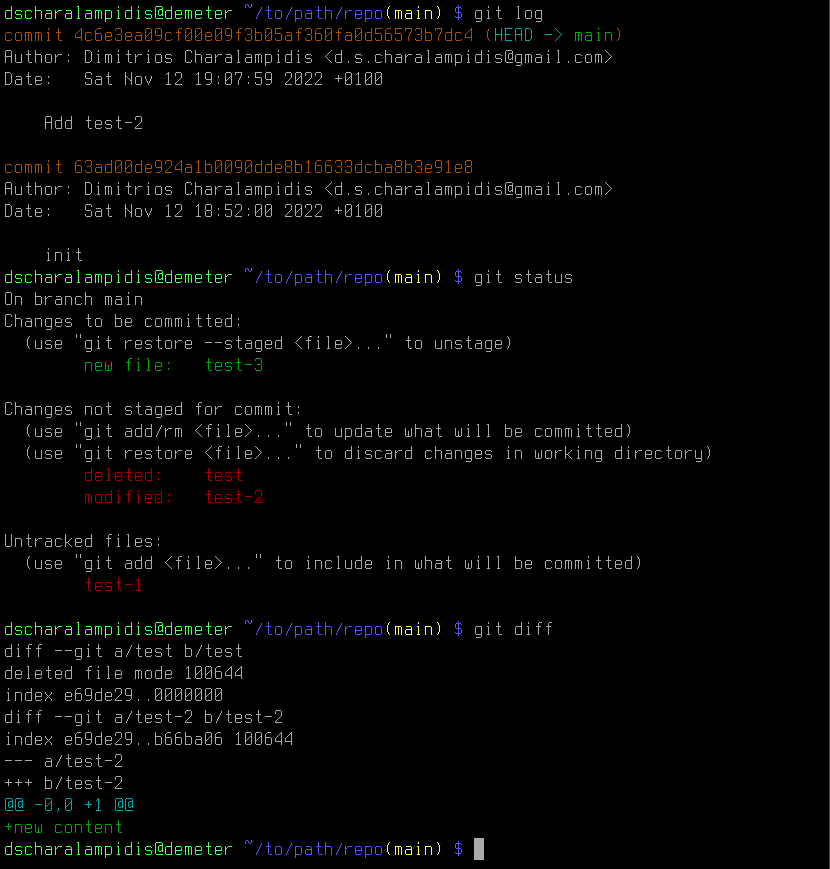 dscharalampidis@demeter ~/to/path/repo(main) $ git log
commit 4c6e3ea09cf00e09f3b05af360fa0d56573b7dc4 (HEAD -> main)
Author: Dimitrios Charalampidis <d.s.charalampidis@gmail.com>
Date:   Sat Nov 12 19:07:59 2022 +0100

    Add test-2

commit 63ad00de924a1b0090dde8b16633dcba8b3e91e8
Author: Dimitrios Charalampidis <d.s.charalampidis@gmail.com>
Date:   Sat Nov 12 18:52:00 2022 +0100

    init
dscharalampidis@demeter ~/to/path/repo(main) $ git status
On branch main
Changes to be committed:
  (use "git restore --staged <file>..." to unstage)
        new file:   test-3

Changes not staged for commit:
  (use "git add/rm <file>..." to update what will be committed)
  (use "git restore <file>..." to discard changes in working directory)
        deleted:    test
        modified:   test-2

Untracked files:
  (use "git add <file>..." to include in what will be committed)
        test-1

dscharalampidis@demeter ~/to/path/repo(main) $ git diff
diff --git a/test b/test
deleted file mode 100644
index e69de29..0000000
diff --git a/test-2 b/test-2
index e69de29..b66ba06 100644
--- a/test-2
+++ b/test-2
@@ -0,0 +1 @@
+new content
dscharalampidis@demeter ~/to/path/repo(main) $